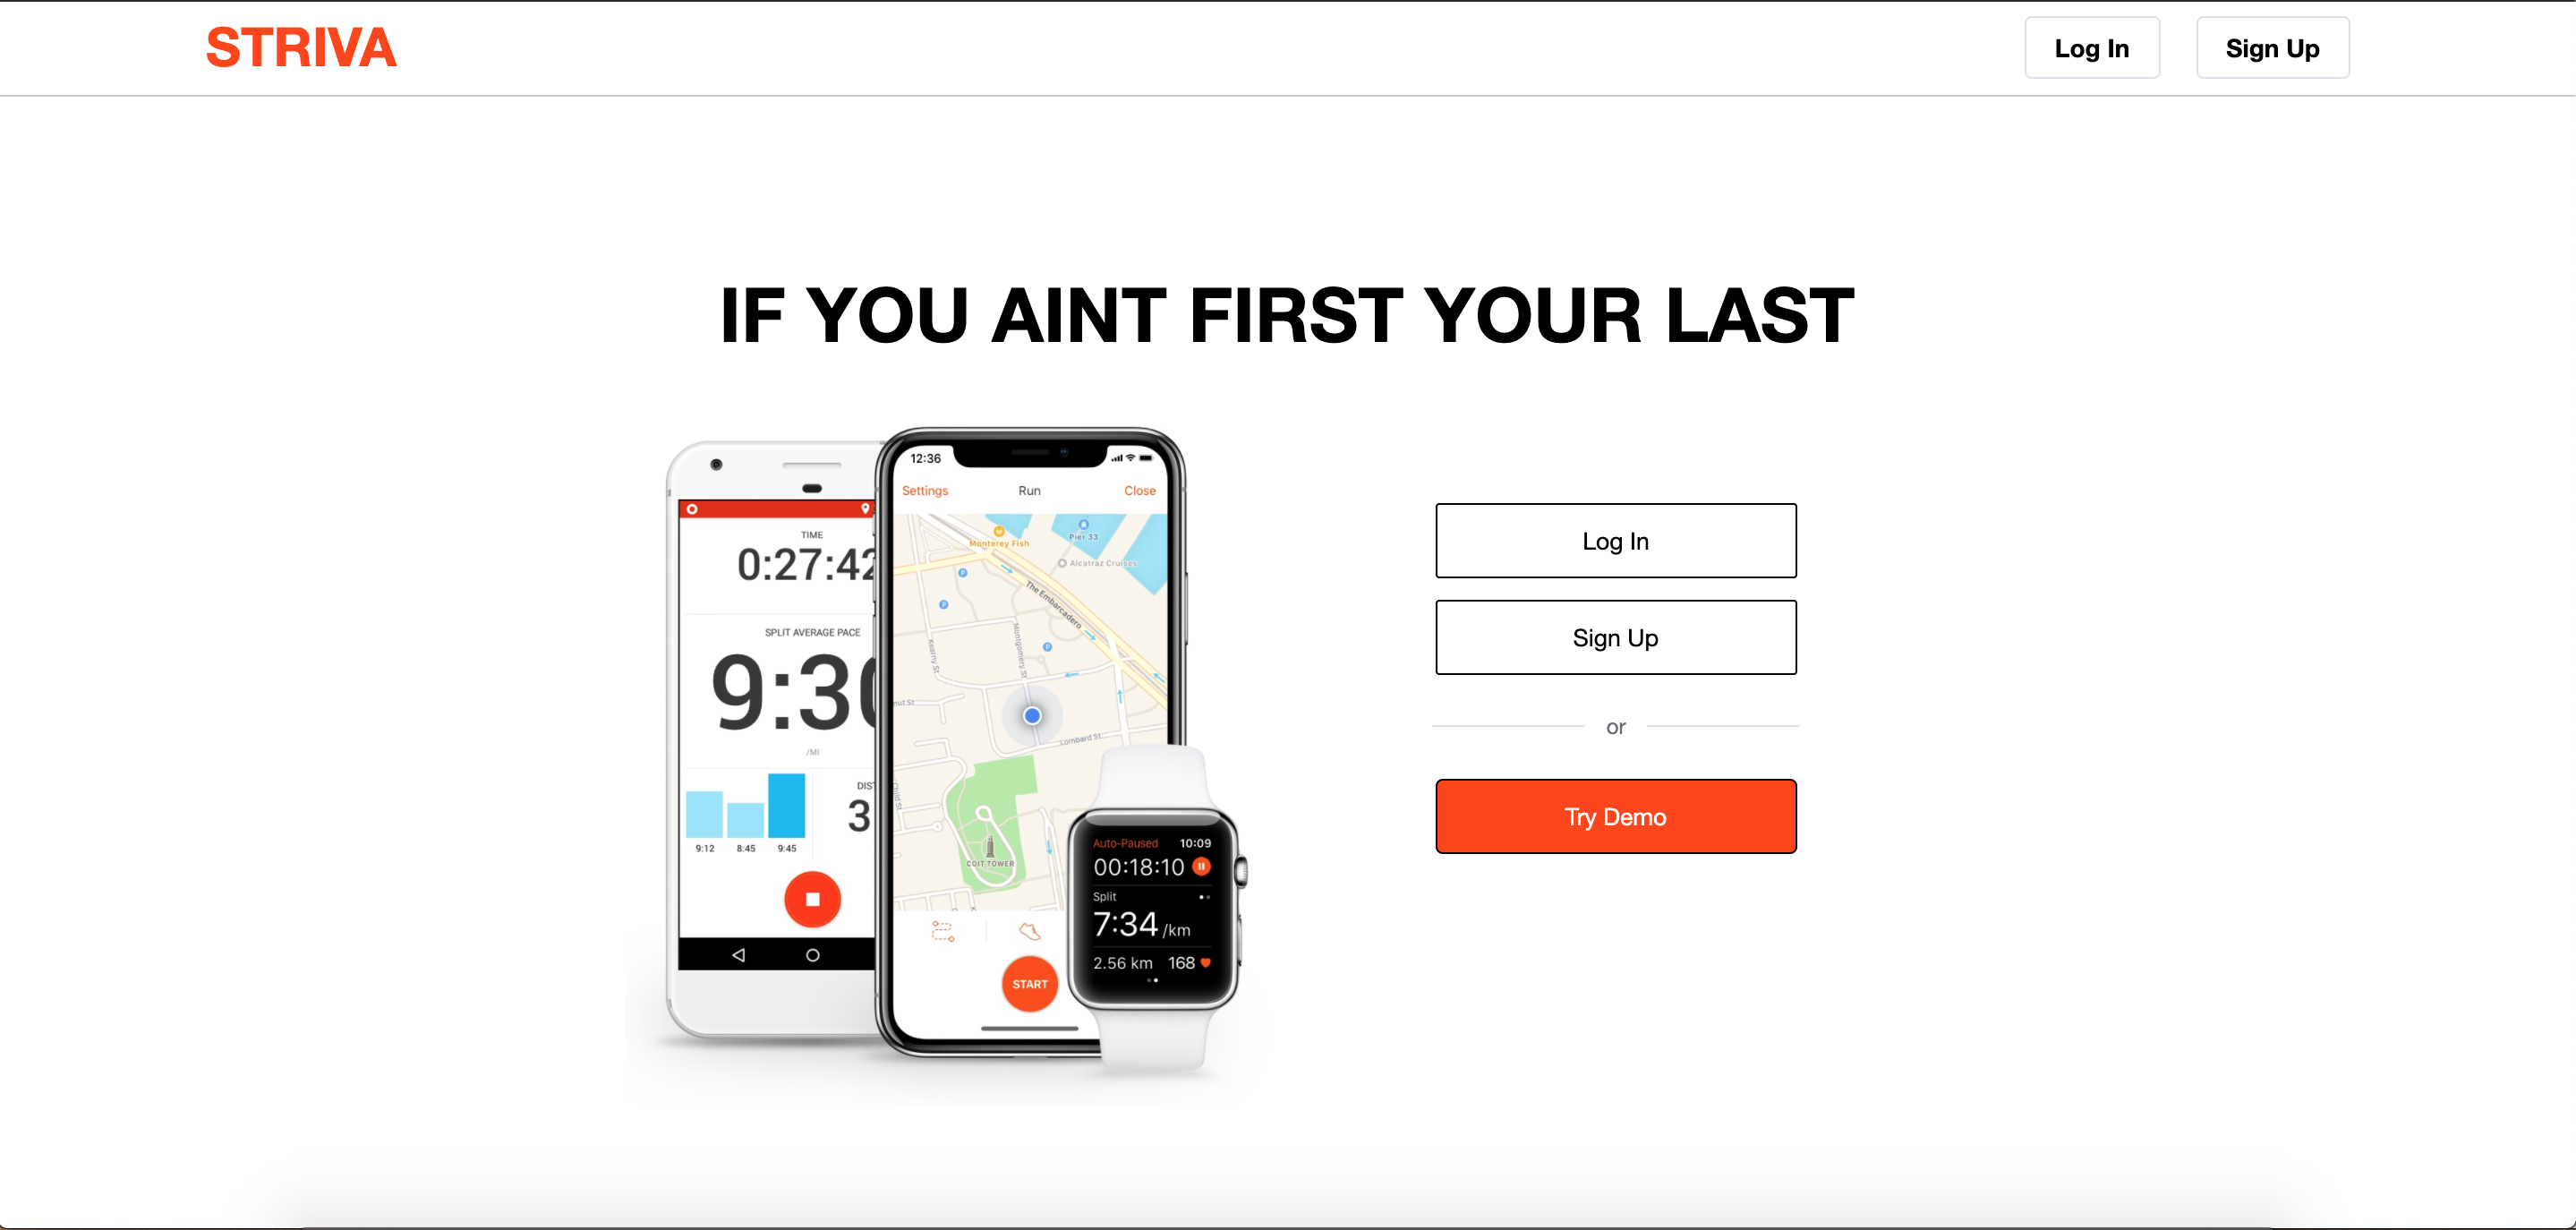 STRIVA
Log In
Sign Up
IF YOU AINT FIRST YOUR LAST
TIME
0:27:42
SPLIT AVERAGE PACE
9:30
/MI
9:12
8:45
9:45
3
12:36
Settings
Run
Close
Monterey Fish
Pier 33
Alcatraz Cruises
The Embarcadero
Kearny St
Montgomery St
Lombard St
Child St
COIT TOWER
START
Auto-Paused
10:09
00:18:10
Split
7:34 /km
2.56 km
168
Log In
Sign Up
or
Try Demo